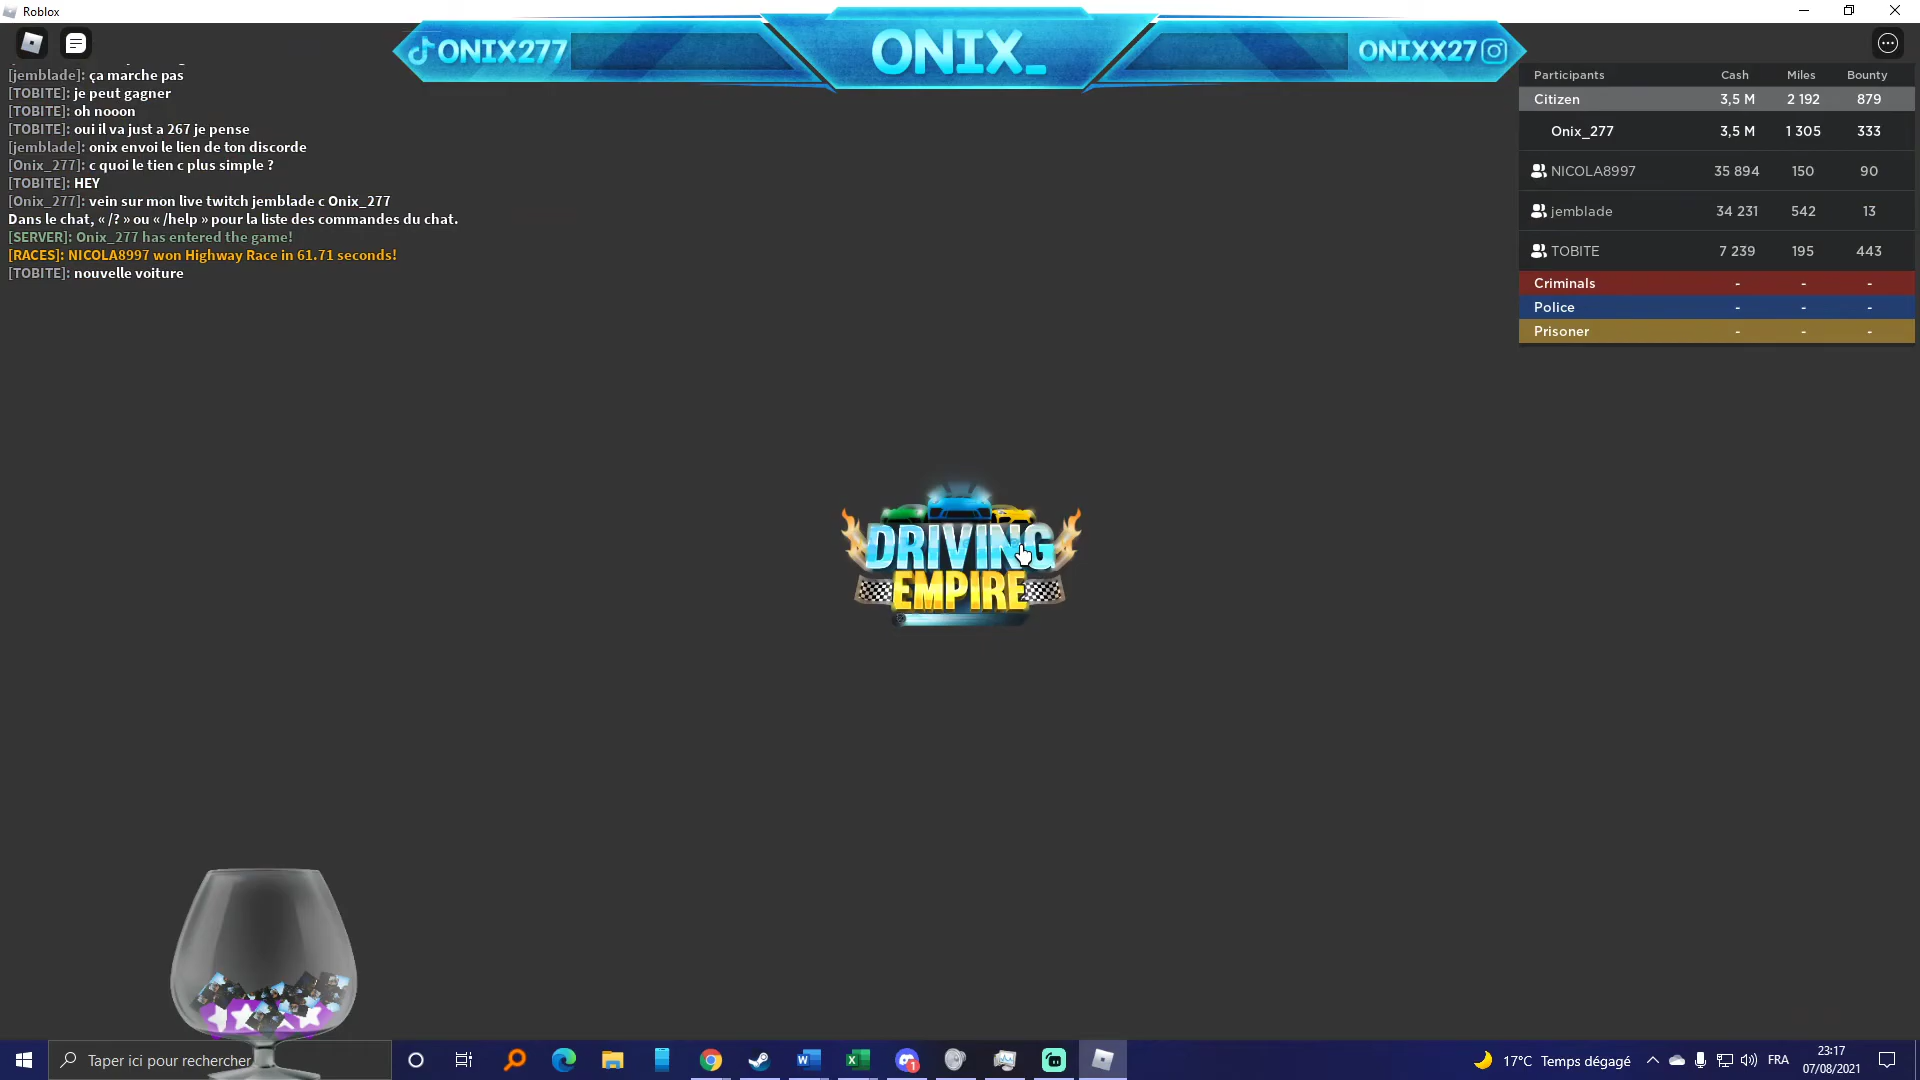 Roblox
ONIX277
ONIX_
ONIXX27
[jemblade]: ça marche pas
[TOBITE]: je peut gagner
[TOBITE]: oh nooon
[TOBITE]: oui il va just a 267 je pense
[jemblade]: onix envoi le lien de ton discorde
[Onix_277]: c quoi le tien c plus simple ?
[TOBITE]: HEY
[Onix_277]: vein sur mon live twitch jemblade c Onix_277
Dans le chat, « /? » ou « /help » pour la liste des commandes du chat.
[SERVER]: Onix_277 has entered the game!
[RACES]: NICOLA8997 won Highway Race in 61.71 seconds!
[TOBITE]: nouvelle voiture
Participants Cash Miles Bounty
Citizen 3,5 M 2 192 879
Onix_277 3,5 M 1 305 333
NICOLA8997 35 894 150 90
jemblade 34 231 542 13
TOBITE 7 239 195 443
Criminals - - -
Police - - -
Prisoner - - -
DRIVING
EMPIRE
Taper ici pour rechercher
1
17°C Temps dégagé
FRA
23:17
07/08/2021